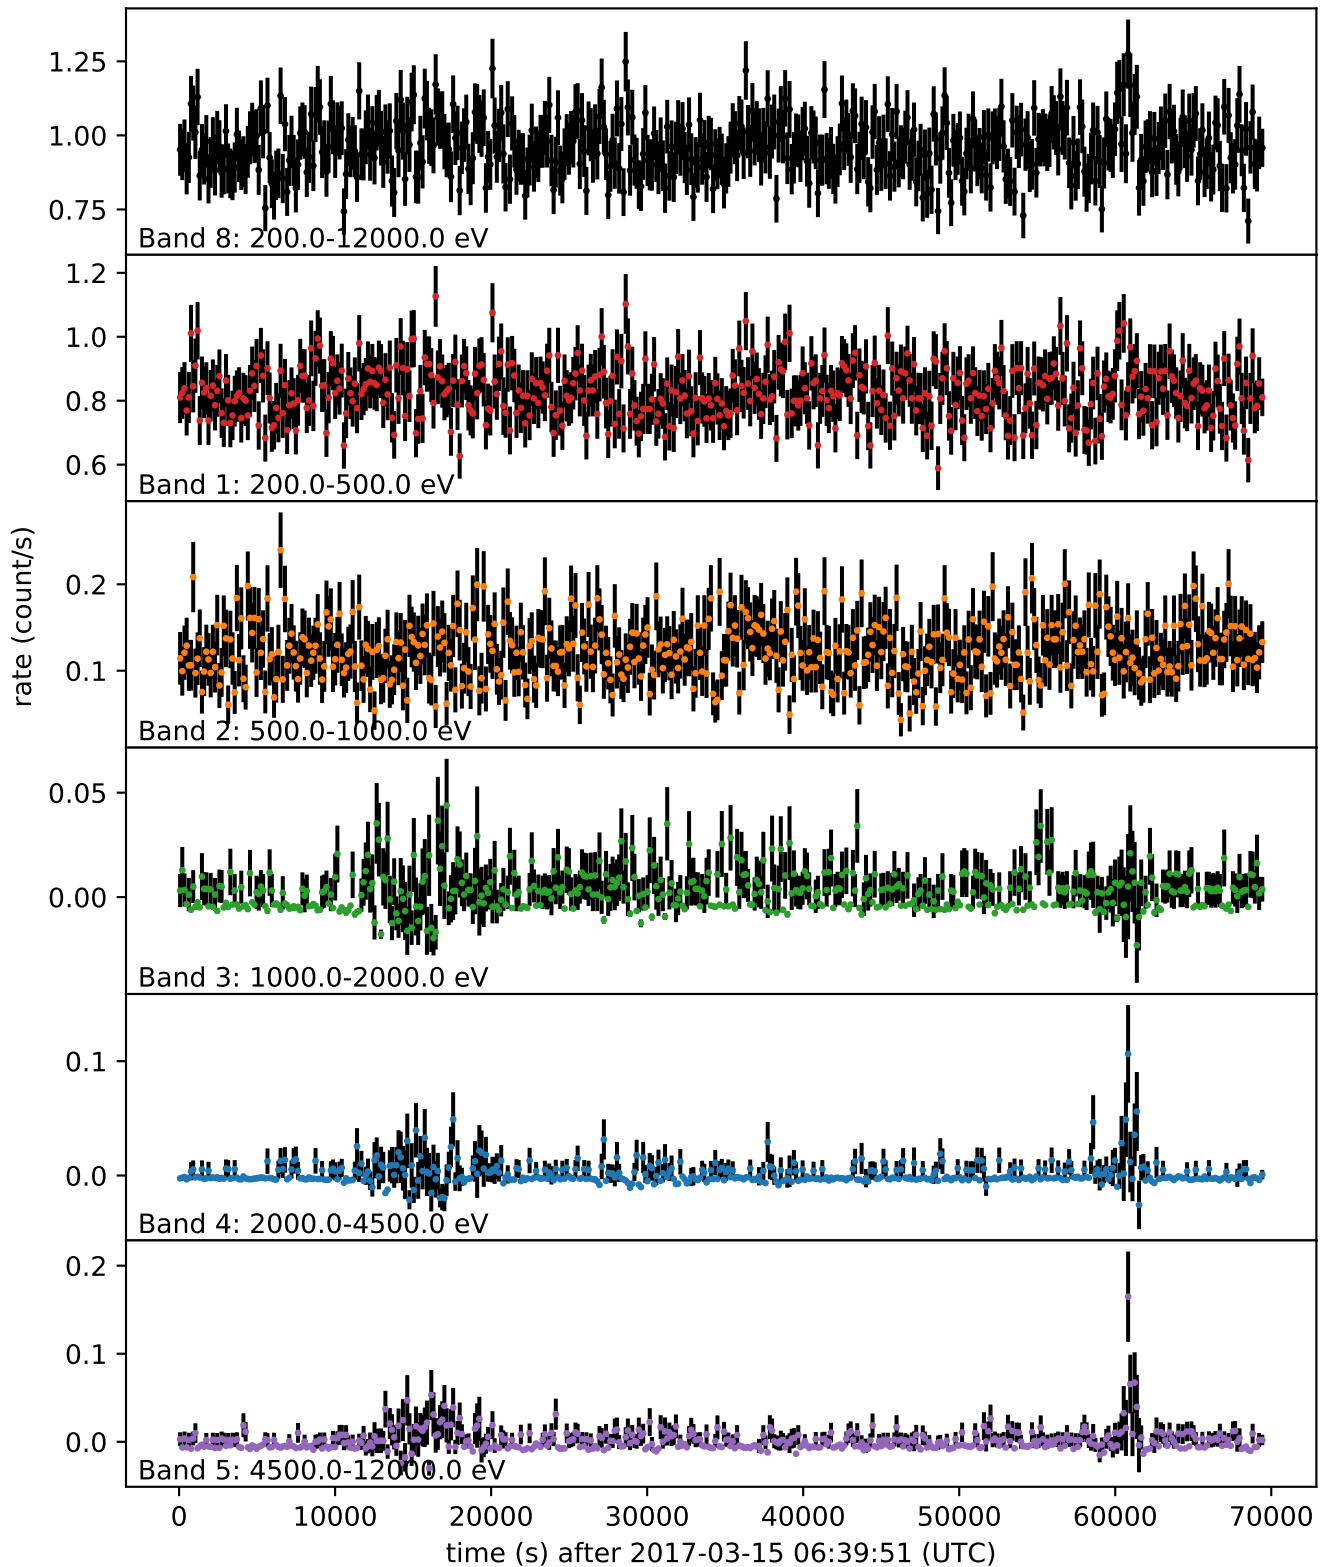 1.25
1.00
0.75
Band 8: 200.0-12000.0 eV
1.2
1.0
0.8
0.6
Band 1: 200.0-500.0 eV
rate (count/s)
0.2
0.1
Band 2: 500.0-1000.0 eV
0.05
0.00
Band 3: 1000.0-2000.0 eV
0.1
0.0
Band 4: 2000.0-4500.0 eV
0.2
0.1
0.0
Band 5: 4500.0-12000.0 eV
0 10000 20000 30000 40000 50000 60000 70000
time (s) after 2017-03-15 06:39:51 (UTC)